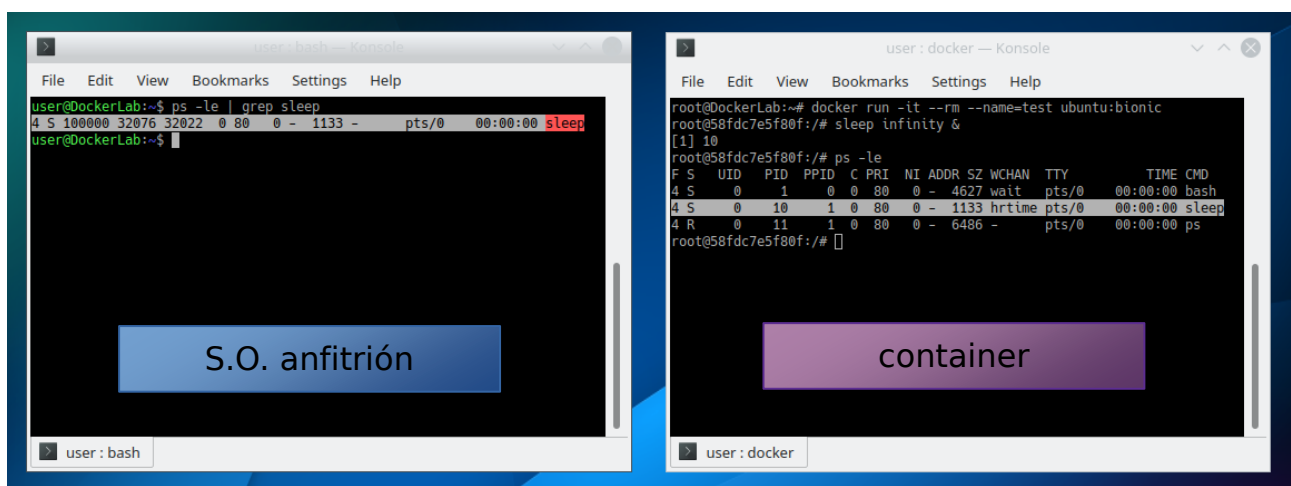 user : bash — Konsole
File Edit View Bookmarks Settings Help
user@DockerLab:~$ ps -le | grep sleep
4 S 100000 32076 32022 0 80 0 - 1133 - pts/0 00:00:00 sleep
user@DockerLab:~$
S.O. anfitrión
user : bash
user : docker — Konsole
File Edit View Bookmarks Settings Help
root@DockerLab:~# docker run -it --rm --name=test ubuntu:bionic
root@58fdc7e5f80f:/# sleep infinity &
[1] 10
root@58fdc7e5f80f:/# ps -le
F S UID PID PPID C PRI NI ADDR SZ WCHAN TTY TIME CMD
4 S 0 1 0 0 80 0 - 4627 wait pts/0 00:00:00 bash
4 S 0 10 1 0 80 0 - 1133 hrtime pts/0 00:00:00 sleep
4 R 0 11 1 0 80 0 - 6486 - pts/0 00:00:00 ps
root@58fdc7e5f80f:/#
container
user : docker